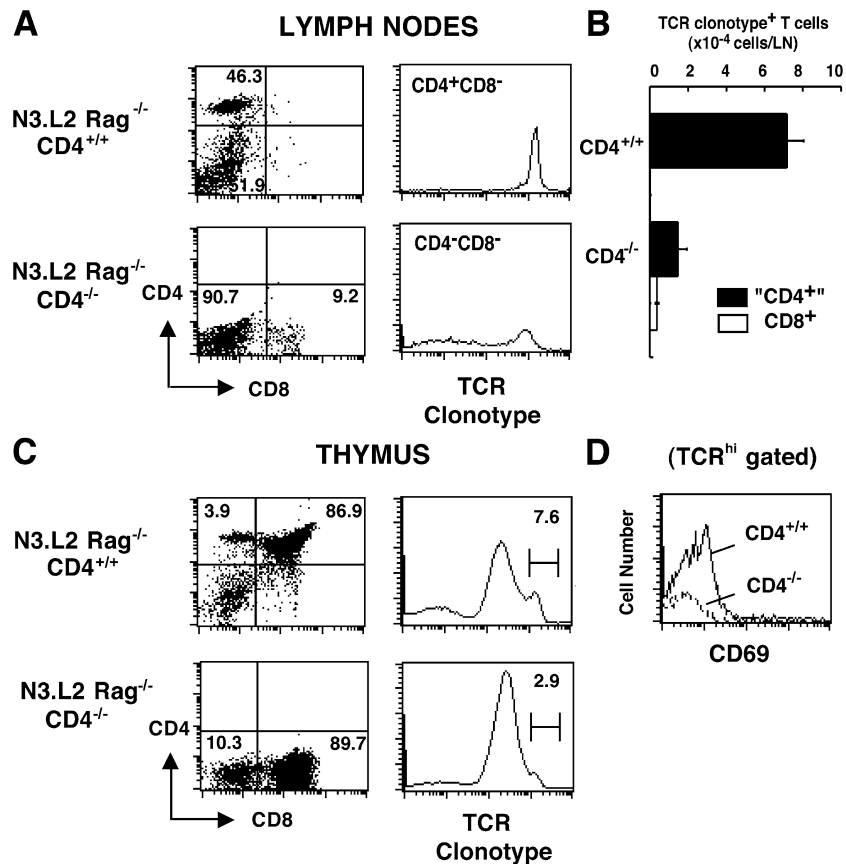 A
LYMPH NODES
B
TCR clonotype⁺ T cells
(x10⁻⁴ cells/LN)
0 2 4 6 8 10
N3.L2 Rag⁻/⁻
CD4⁺/⁺
46.3
51.9
CD4⁺CD8⁻
CD4⁺/⁺
N3.L2 Rag⁻/⁻
CD4⁻/⁻
CD4
90.7
9.2
CD4⁻CD8⁻
CD4⁻/⁻
"CD4⁺"
CD8⁺
CD8
TCR
Clonotype
C
THYMUS
D
(TCRʰⁱ gated)
N3.L2 Rag⁻/⁻
CD4⁺/⁺
3.9
86.9
7.6
Cell Number
CD4⁺/⁺
CD4⁻/⁻
CD69
N3.L2 Rag⁻/⁻
CD4⁻/⁻
CD4
10.3
89.7
2.9
CD8
TCR
Clonotype